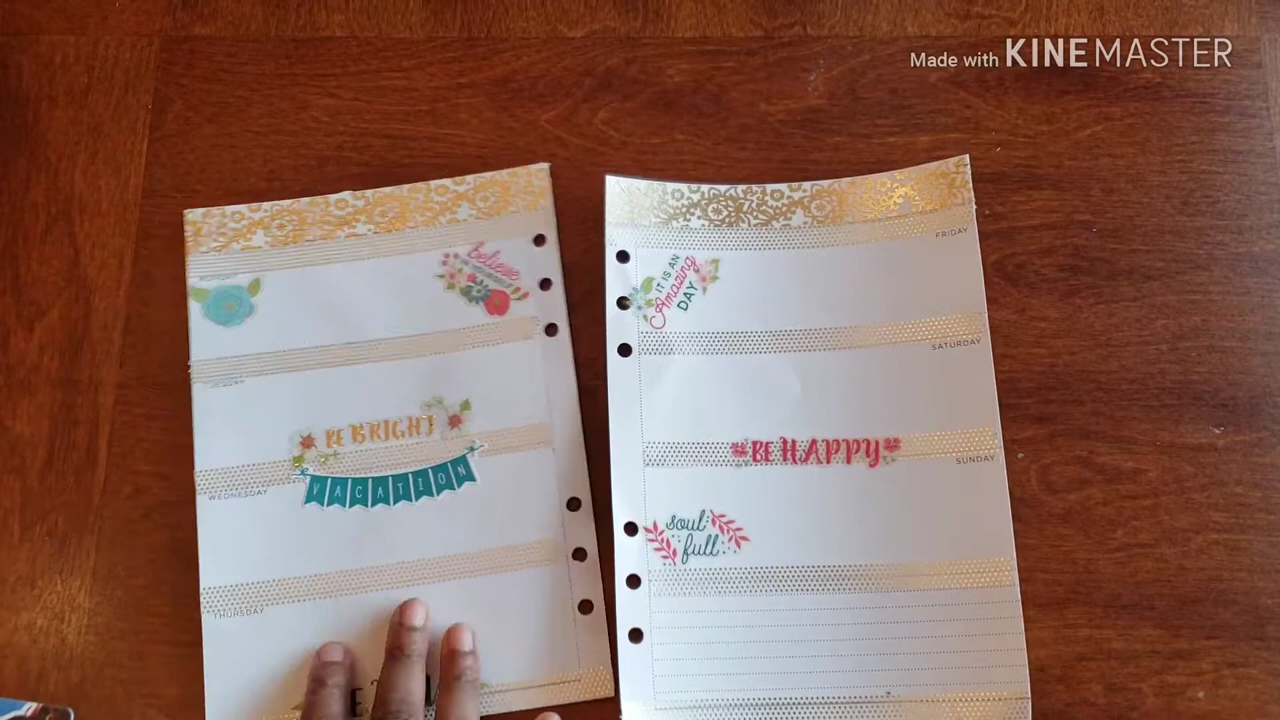 Made with KINEMASTER
believe
BE BRIGHT
VACATION
WEDNESDAY
THURSDAY
FRIDAY
IT IS AN
Amazing
DAY
SATURDAY
BE HAPPY
SUNDAY
soul
full